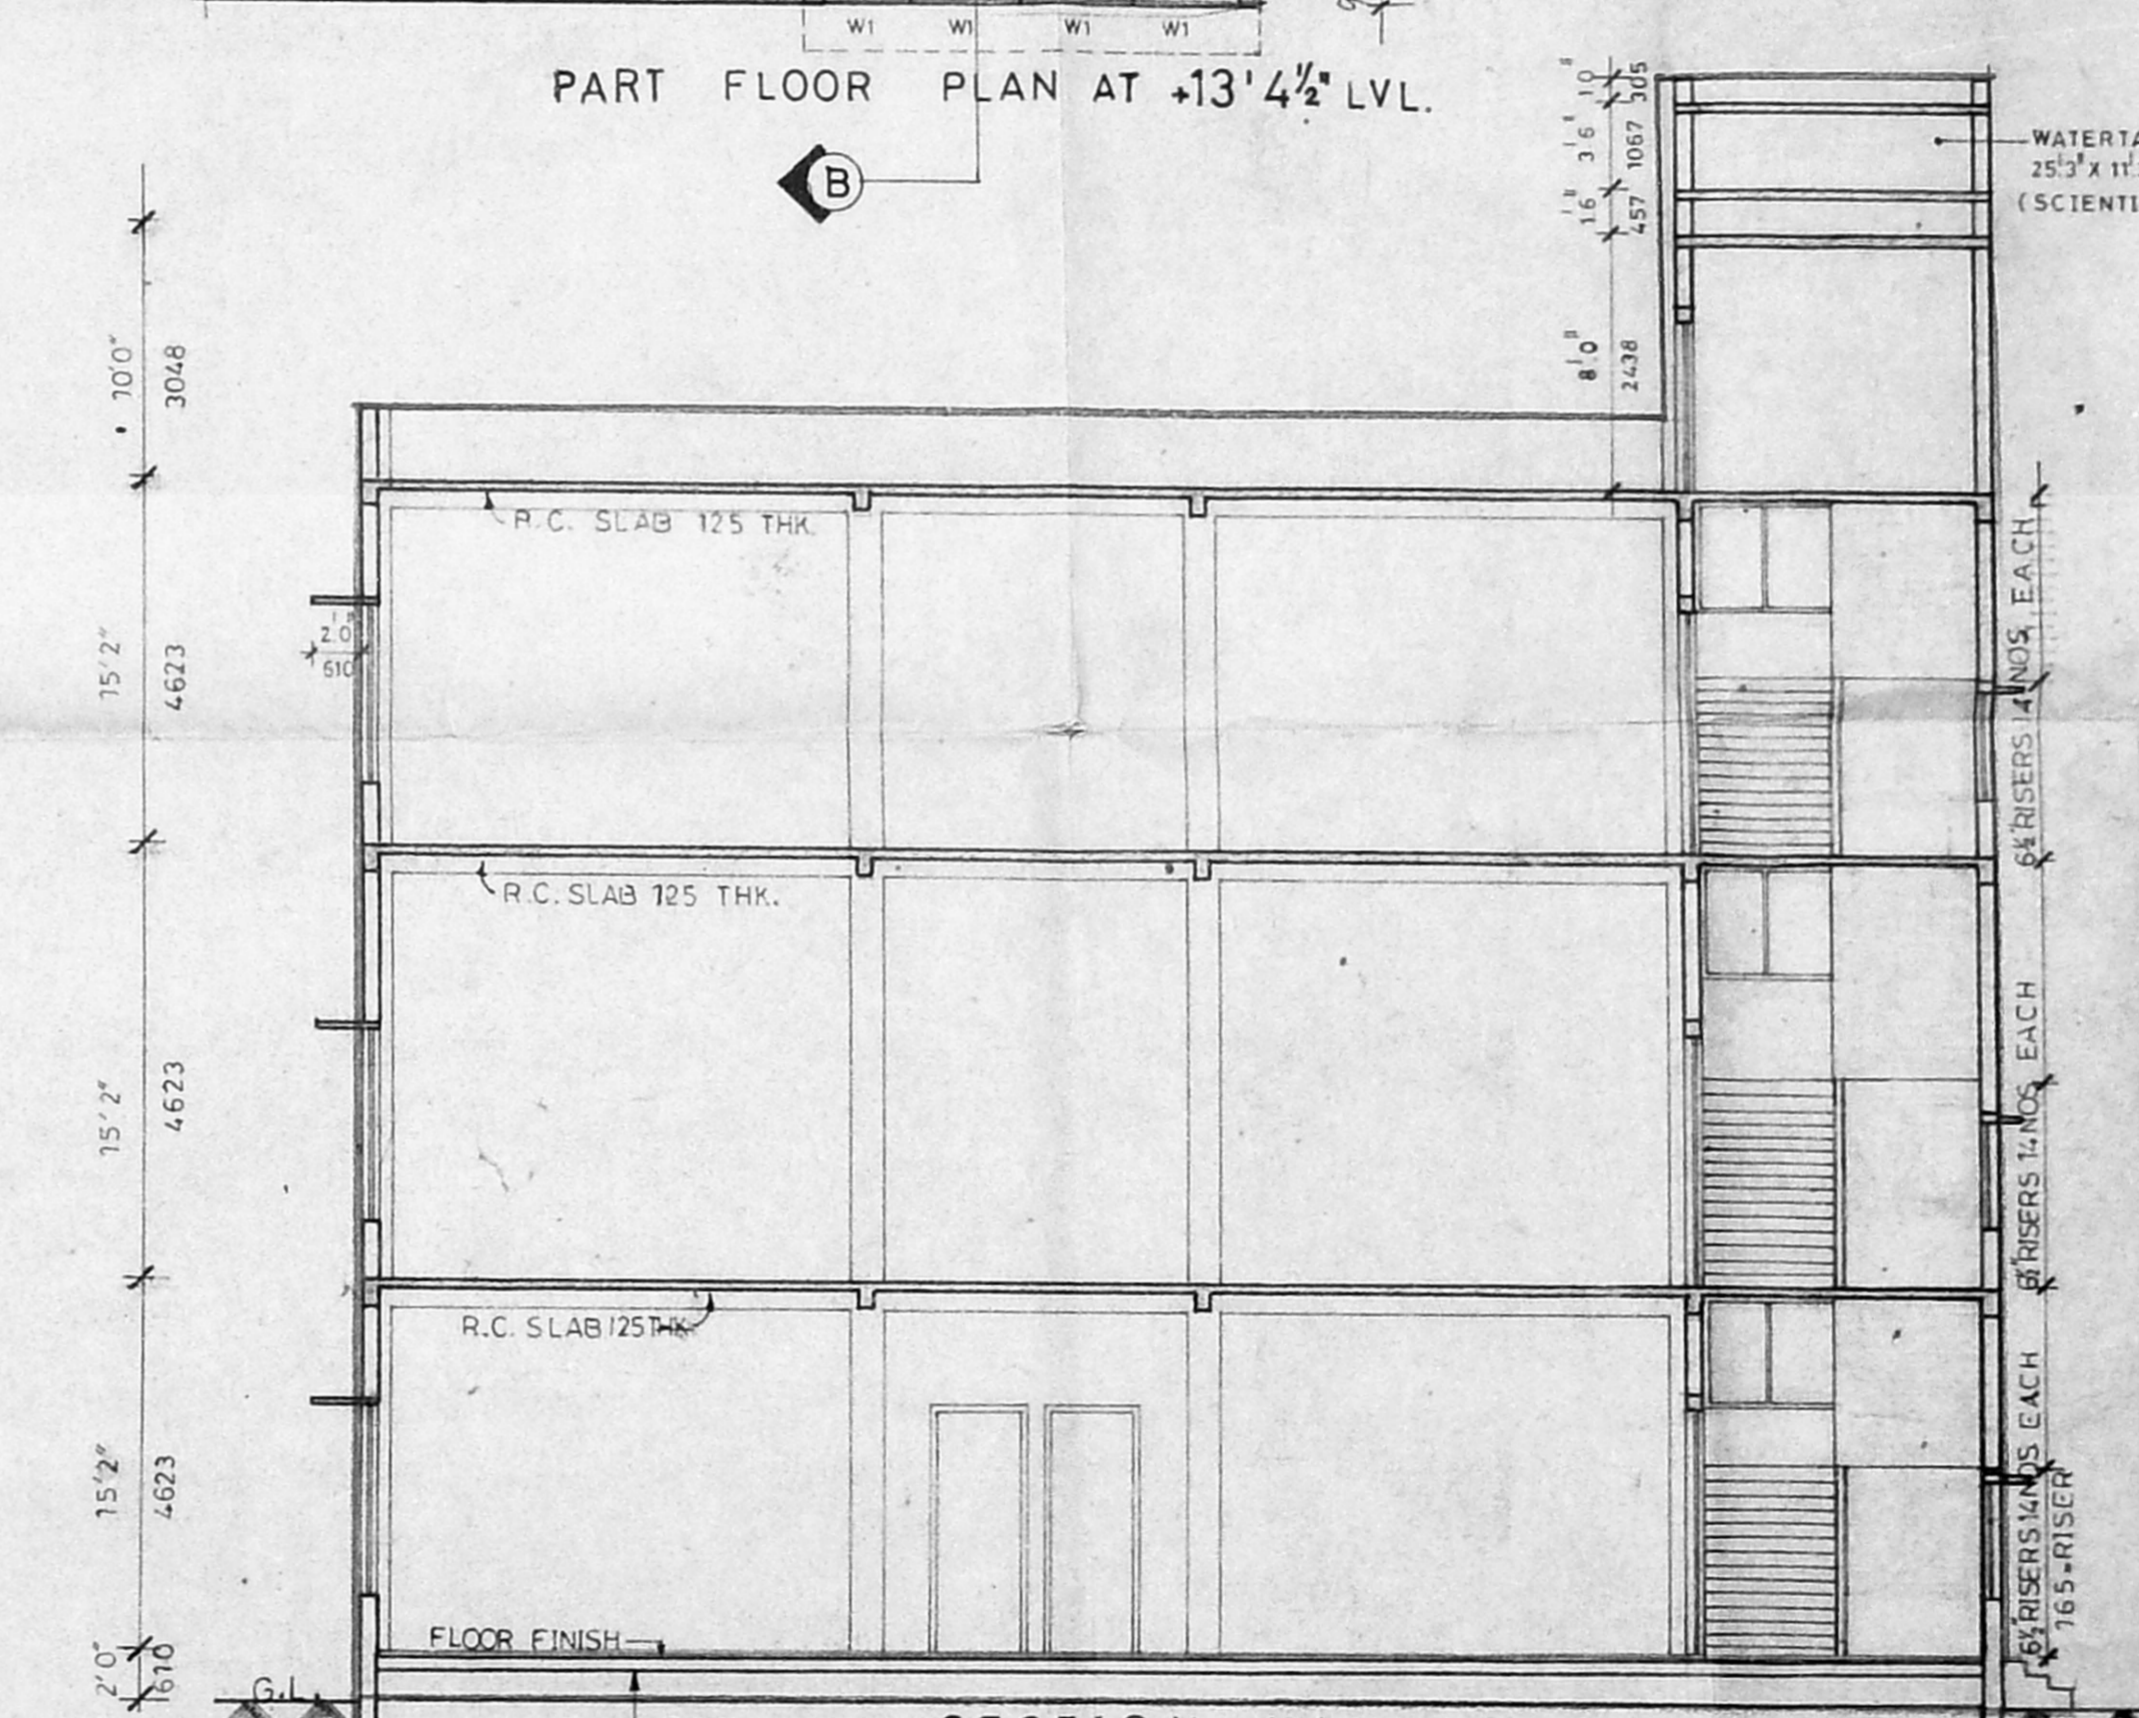 W1 W1 W1 W1
PART FLOOR PLAN AT +13'4½" LVL.
B
10" 305
3'6" 1067
1'6" 457
8'0" 2438
WATERTA
25'3" X 11'
(SCIENTI
10'0" 3048
R.C. SLAB 125 THK.
2'0"
610
15'2" 4623
6½" RISERS 14 NOS. EACH
R.C. SLAB 125 THK.
15'2" 4623
6½" RISERS 14 NOS EACH
R.C. SLAB 125 THK.
15'2" 4623
6½" RISERS 14 NOS EACH
165 RISER
FLOOR FINISH
2'0" 610
G.L.